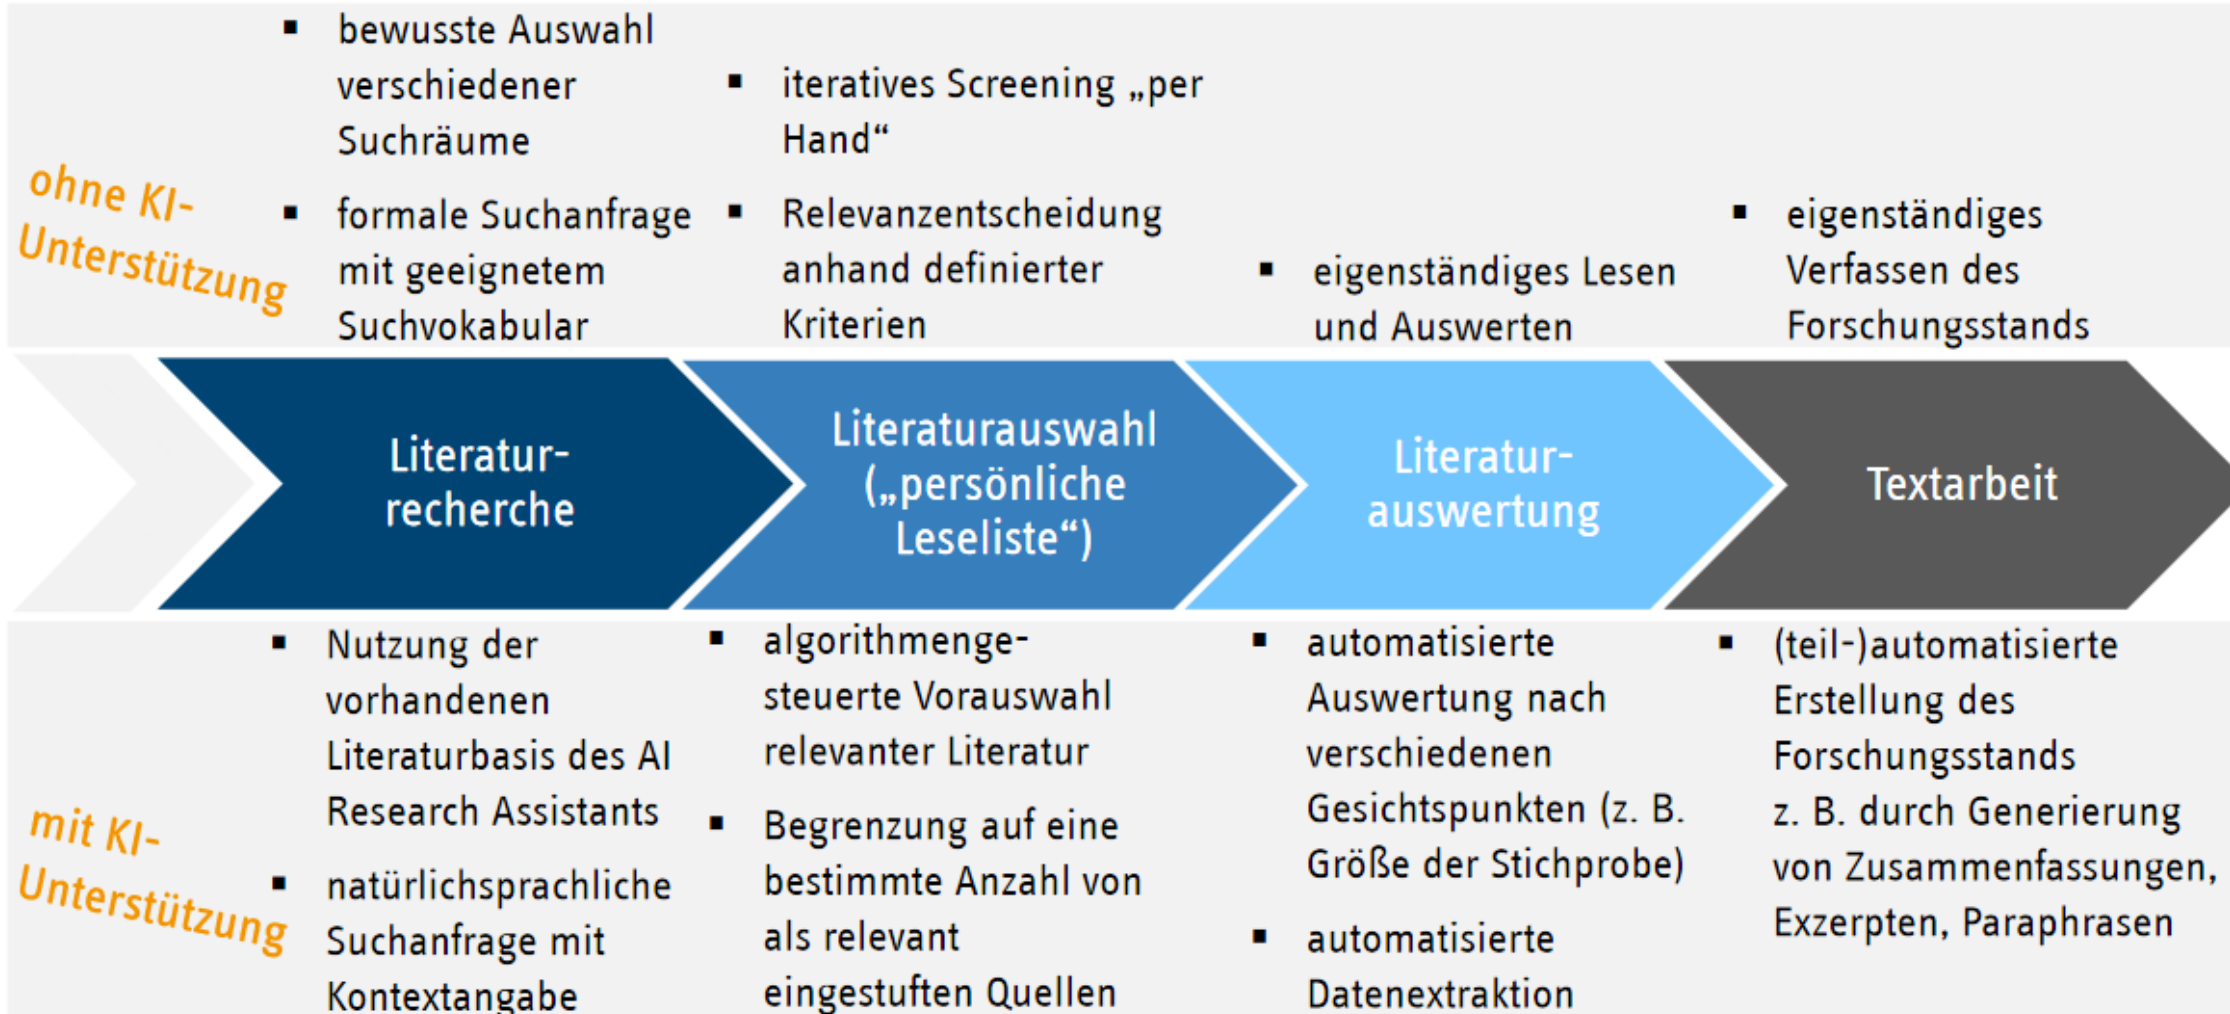 ohne KI-
Unterstützung
▪ bewusste Auswahl
verschiedener
Suchräume
▪ formale Suchanfrage
mit geeignetem
Suchvokabular
▪ iteratives Screening „per
Hand“
▪ Relevanzentscheidung
anhand definierter
Kriterien
▪ eigenständiges Lesen
und Auswerten
▪ eigenständiges
Verfassen des
Forschungsstands
Literatur-
recherche
Literaturauswahl
(„persönliche
Leseliste“)
Literatur-
auswertung
Textarbeit
mit KI-
Unterstützung
▪ Nutzung der
vorhandenen
Literaturbasis des AI
Research Assistants
▪ natürlichsprachliche
Suchanfrage mit
Kontextangabe
▪ algorithmenge-
steuerte Vorauswahl
relevanter Literatur
▪ Begrenzung auf eine
bestimmte Anzahl von
als relevant
eingestuften Quellen
▪ automatisierte
Auswertung nach
verschiedenen
Gesichtspunkten (z. B.
Größe der Stichprobe)
▪ automatisierte
Datenextraktion
▪ (teil-)automatisierte
Erstellung des
Forschungsstands
z. B. durch Generierung
von Zusammenfassungen,
Exzerpten, Paraphrasen